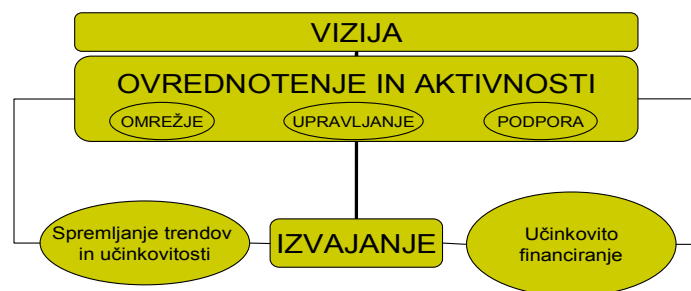 VIZIJA
OVREDNOTENJE IN AKTIVNOSTI
OMREŽJE
UPRAVLJANJE
PODPORA
Spremljanje trendov
in učinkovitosti
IZVAJANJE
Učinkovito
financiranje